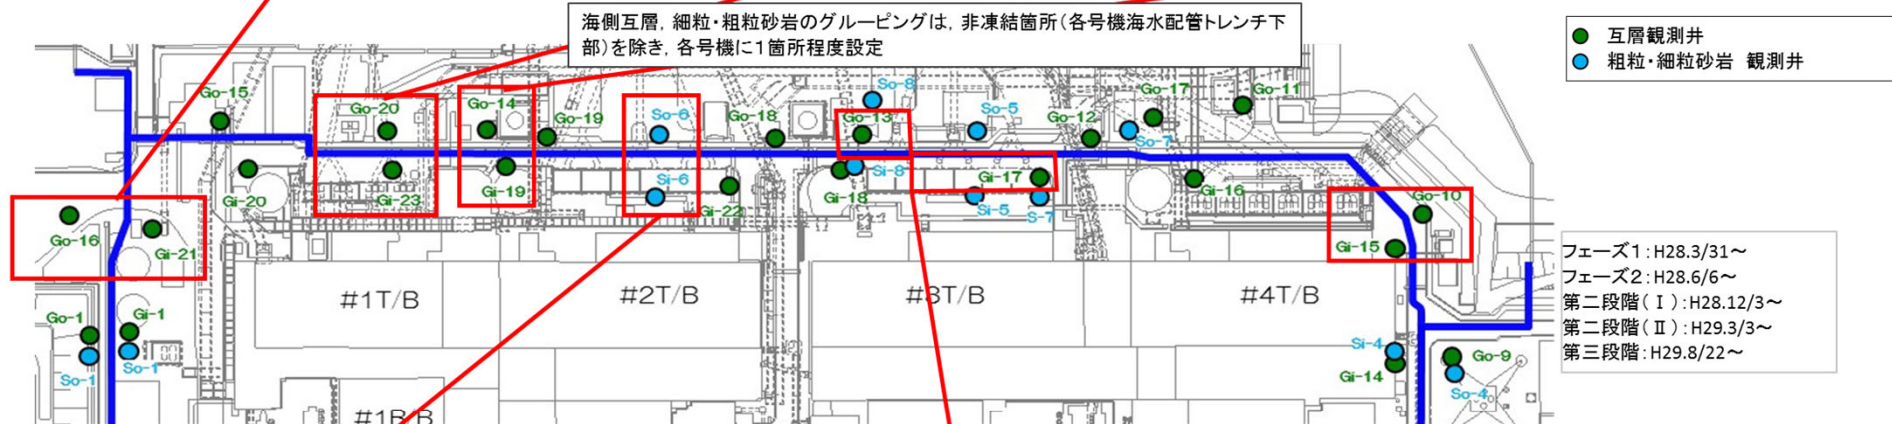 海側互層, 細粒・粗粒砂岩のグルーピングは, 非凍結箇所(各号機海水配管トレンチ下
部)を除き, 各号機に1箇所程度設定
互層観測井
粗粒・細粒砂岩 観測井
Go-15
Go-20
Go-14
Go-19
So-6
Go-18
So-8
Go-13
So-5
Go-12
Go-17
So-7
Go-11
Gi-20
Gi-23
Gi-19
Si-6
Gi-22
Gi-18
Si-8
Gi-17
Si-5
S-7
Gi-16
Go-10
Gi-15
Go-16
Gi-21
フェーズ1:H28.3/31～
フェーズ2:H28.6/6～
第二段階(Ⅰ):H28.12/3～
第二段階(Ⅱ):H29.3/3～
第三段階:H29.8/22～
#1T/B
#2T/B
#3T/B
#4T/B
Go-1
Gi-1
So-1
So-1
Si-4
Gi-14
Go-9
So-4
#1R/B